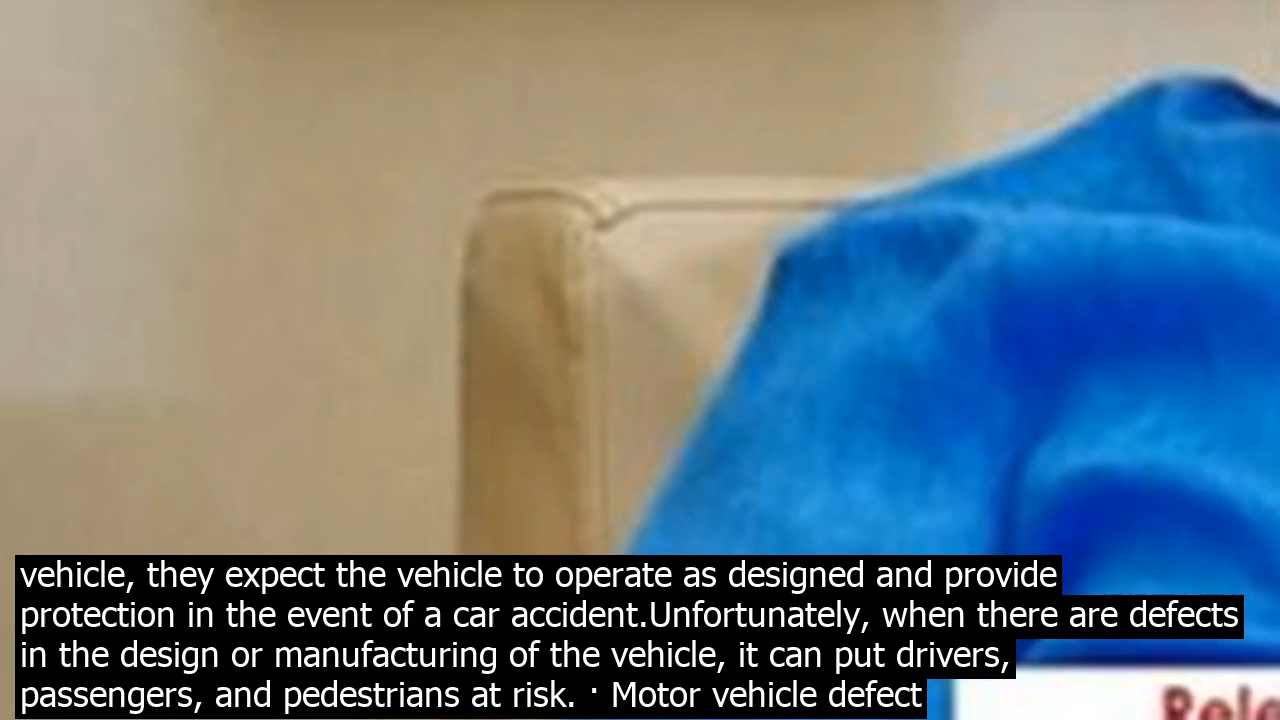 vehicle, they expect the vehicle to operate as designed and provide
protection in the event of a car accident.Unfortunately, when there are defects
in the design or manufacturing of the vehicle, it can put drivers,
passengers, and pedestrians at risk. · Motor vehicle defect